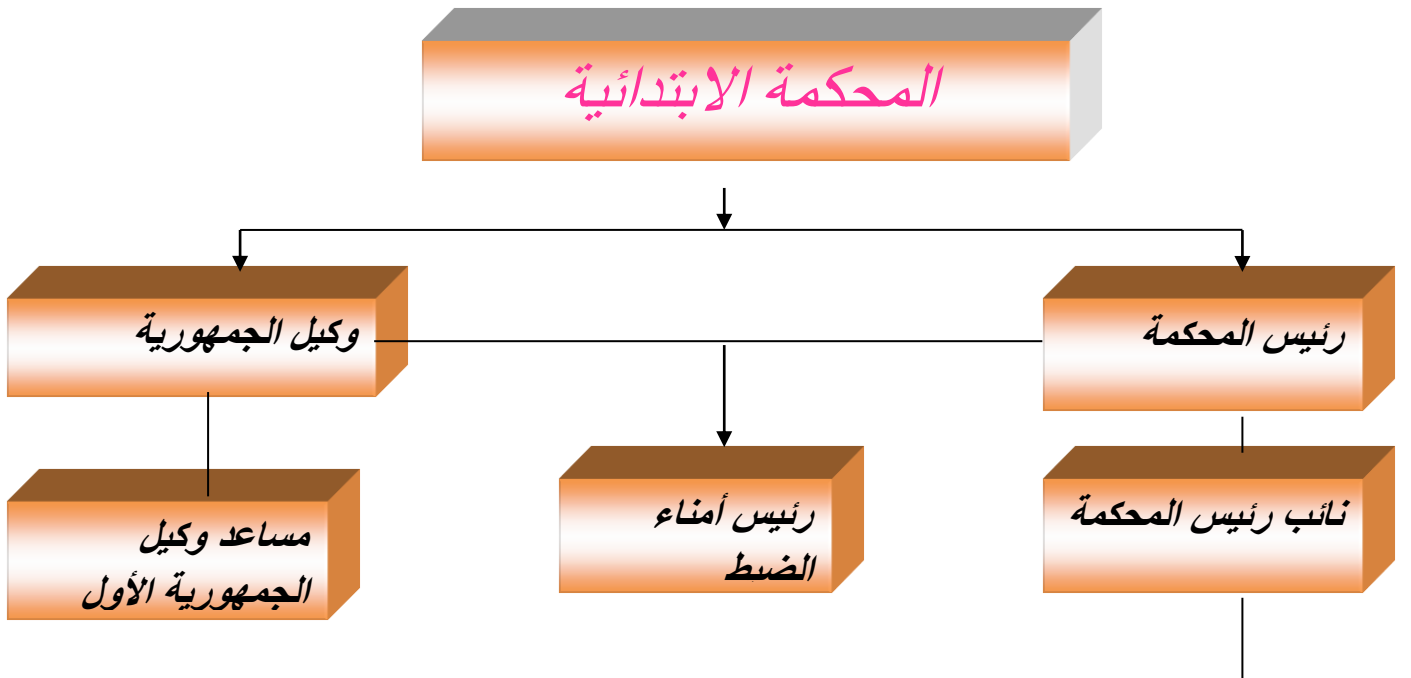 المحكمة الابتدائية
رئيس المحكمة
وكيل الجمهورية
نائب رئيس المحكمة
رئيس أمناء
الضبط
مساعد وكيل
الجمهورية الأول